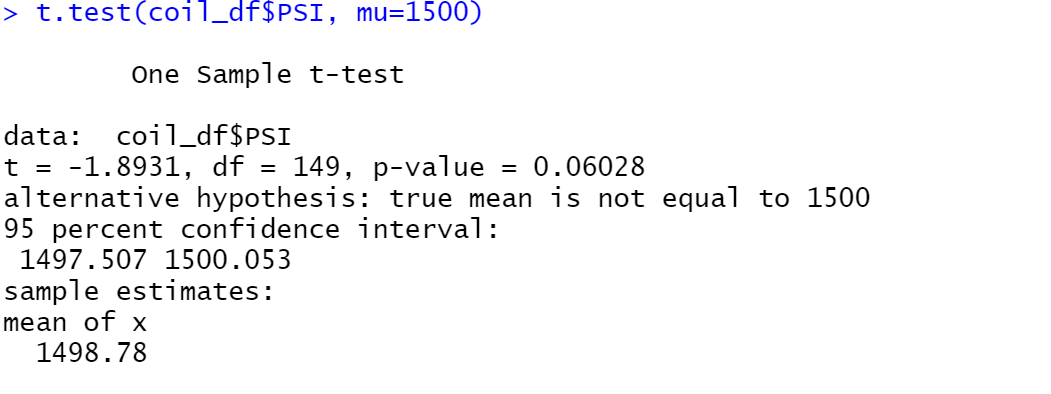 > t.test(coil_df$PSI, mu=1500)
One Sample t-test
data:  coil_df$PSI
t = -1.8931, df = 149, p-value = 0.06028
alternative hypothesis: true mean is not equal to 1500
95 percent confidence interval:
 1497.507 1500.053
sample estimates:
mean of x
  1498.78